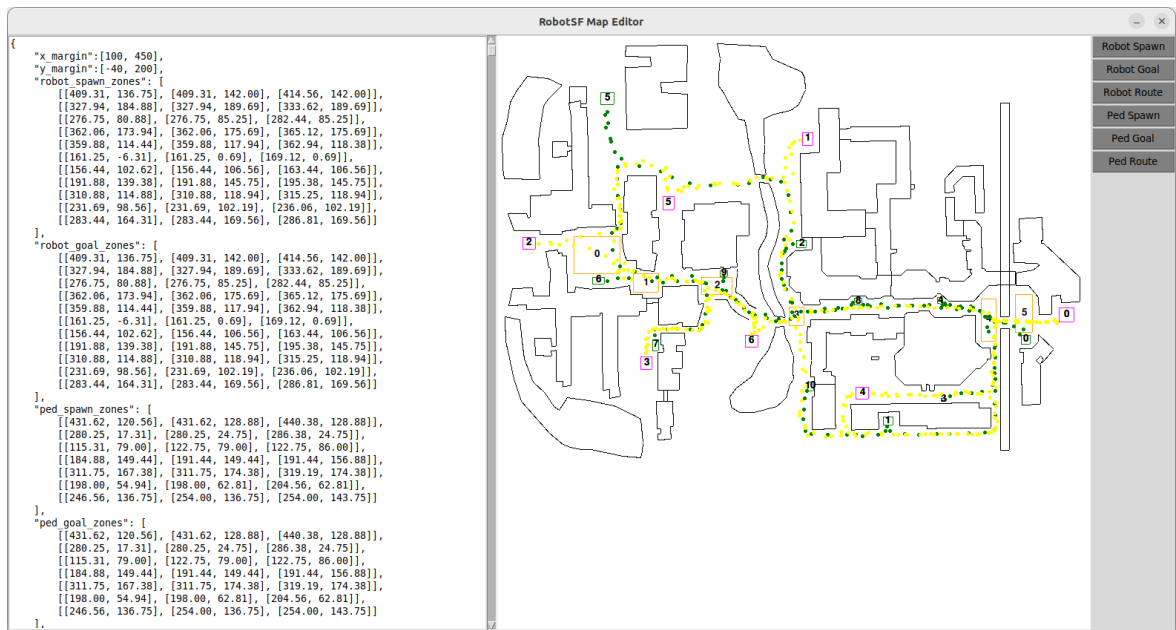 RobotSF Map Editor
{
"x_margin":[100, 450],
"y_margin":[-40, 200],
"robot_spawn_zones": [
[[409.31, 136.75], [409.31, 142.00], [414.56, 142.00]],
[[327.94, 184.88], [327.94, 189.69], [333.62, 189.69]],
[[276.75, 80.88], [276.75, 85.25], [282.44, 85.25]],
[[362.06, 173.94], [362.06, 175.69], [365.12, 175.69]],
[[359.88, 114.44], [359.88, 117.94], [362.94, 118.38]],
[[161.25, -6.31], [161.25, 0.69], [169.12, 0.69]],
[[156.44, 102.62], [156.44, 106.56], [163.44, 106.56]],
[[191.88, 139.38], [191.88, 145.75], [195.38, 145.75]],
[[310.88, 114.88], [310.88, 118.94], [315.25, 118.94]],
[[231.69, 98.56], [231.69, 102.19], [236.06, 102.19]],
[[283.44, 164.31], [283.44, 169.56], [286.81, 169.56]]
],
"robot_goal_zones": [
[[409.31, 136.75], [409.31, 142.00], [414.56, 142.00]],
[[327.94, 184.88], [327.94, 189.69], [333.62, 189.69]],
[[276.75, 80.88], [276.75, 85.25], [282.44, 85.25]],
[[362.06, 173.94], [362.06, 175.69], [365.12, 175.69]],
[[359.88, 114.44], [359.88, 117.94], [362.94, 118.38]],
[[161.25, -6.31], [161.25, 0.69], [169.12, 0.69]],
[[156.44, 102.62], [156.44, 106.56], [163.44, 106.56]],
[[191.88, 139.38], [191.88, 145.75], [195.38, 145.75]],
[[310.88, 114.88], [310.88, 118.94], [315.25, 118.94]],
[[231.69, 98.56], [231.69, 102.19], [236.06, 102.19]],
[[283.44, 164.31], [283.44, 169.56], [286.81, 169.56]]
],
"ped_spawn_zones": [
[[431.62, 120.56], [431.62, 128.88], [440.38, 128.88]],
[[280.25, 17.31], [280.25, 24.75], [286.38, 24.75]],
[[115.31, 79.00], [122.75, 79.00], [122.75, 86.00]],
[[184.88, 149.44], [191.44, 149.44], [191.44, 156.88]],
[[311.75, 167.38], [311.75, 174.38], [319.19, 174.38]],
[[198.00, 54.94], [198.00, 62.81], [204.56, 62.81]],
[[246.56, 136.75], [254.00, 136.75], [254.00, 143.75]]
],
"ped_goal_zones": [
[[431.62, 120.56], [431.62, 128.88], [440.38, 128.88]],
[[280.25, 17.31], [280.25, 24.75], [286.38, 24.75]],
[[115.31, 79.00], [122.75, 79.00], [122.75, 86.00]],
[[184.88, 149.44], [191.44, 149.44], [191.44, 156.88]],
[[311.75, 167.38], [311.75, 174.38], [319.19, 174.38]],
[[198.00, 54.94], [198.00, 62.81], [204.56, 62.81]],
[[246.56, 136.75], [254.00, 136.75], [254.00, 143.75]]
],
5
1
5
2
2
0
6
1
9
2
8
4
5
0
0
7
6
3
10
4
3
1
Robot Spawn
Robot Goal
Robot Route
Ped Spawn
Ped Goal
Ped Route